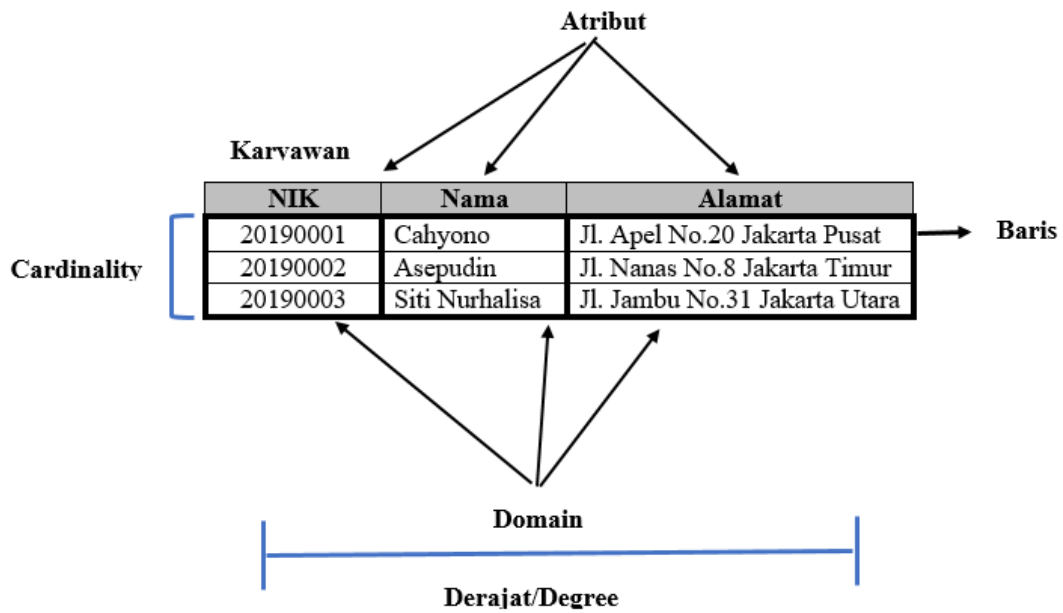 Atribut
Karyawan
NIK Nama Alamat
20190001 Cahyono Jl. Apel No.20 Jakarta Pusat
Baris
20190002 Asepudin Jl. Nanas No.8 Jakarta Timur
Cardinality
20190003 Siti Nurhalisa Jl. Jambu No.31 Jakarta Utara
Domain
Derajat/Degree